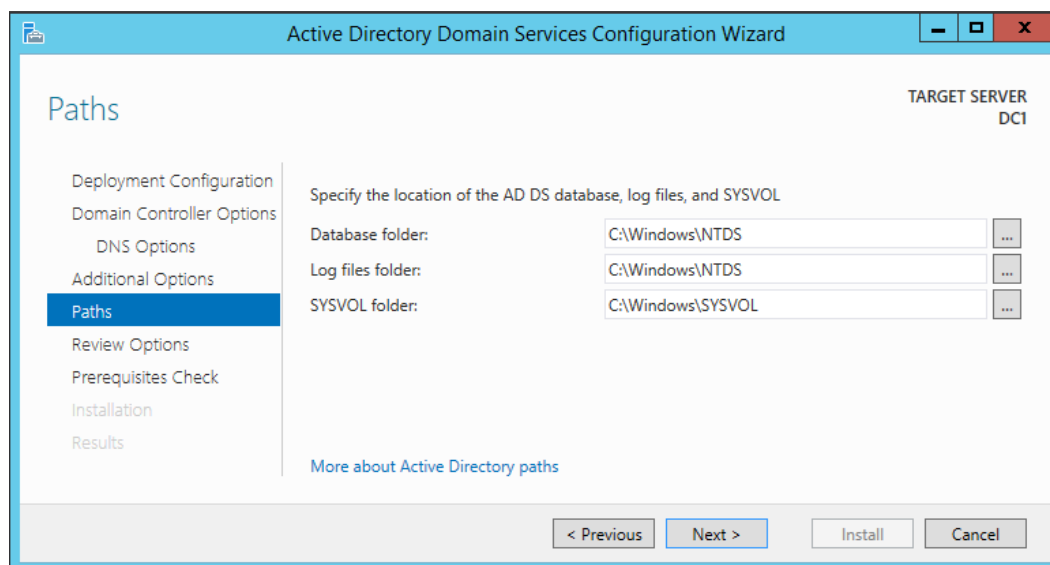 Active Directory Domain Services Configuration Wizard
Paths
TARGET SERVER
DC1
Deployment Configuration
Domain Controller Options
DNS Options
Additional Options
Paths
Review Options
Prerequisites Check
Installation
Results
Specify the location of the AD DS database, log files, and SYSVOL
Database folder: C:\Windows\NTDS ...
Log files folder: C:\Windows\NTDS ...
SYSVOL folder: C:\Windows\SYSVOL ...
More about Active Directory paths
< Previous Next > Install Cancel